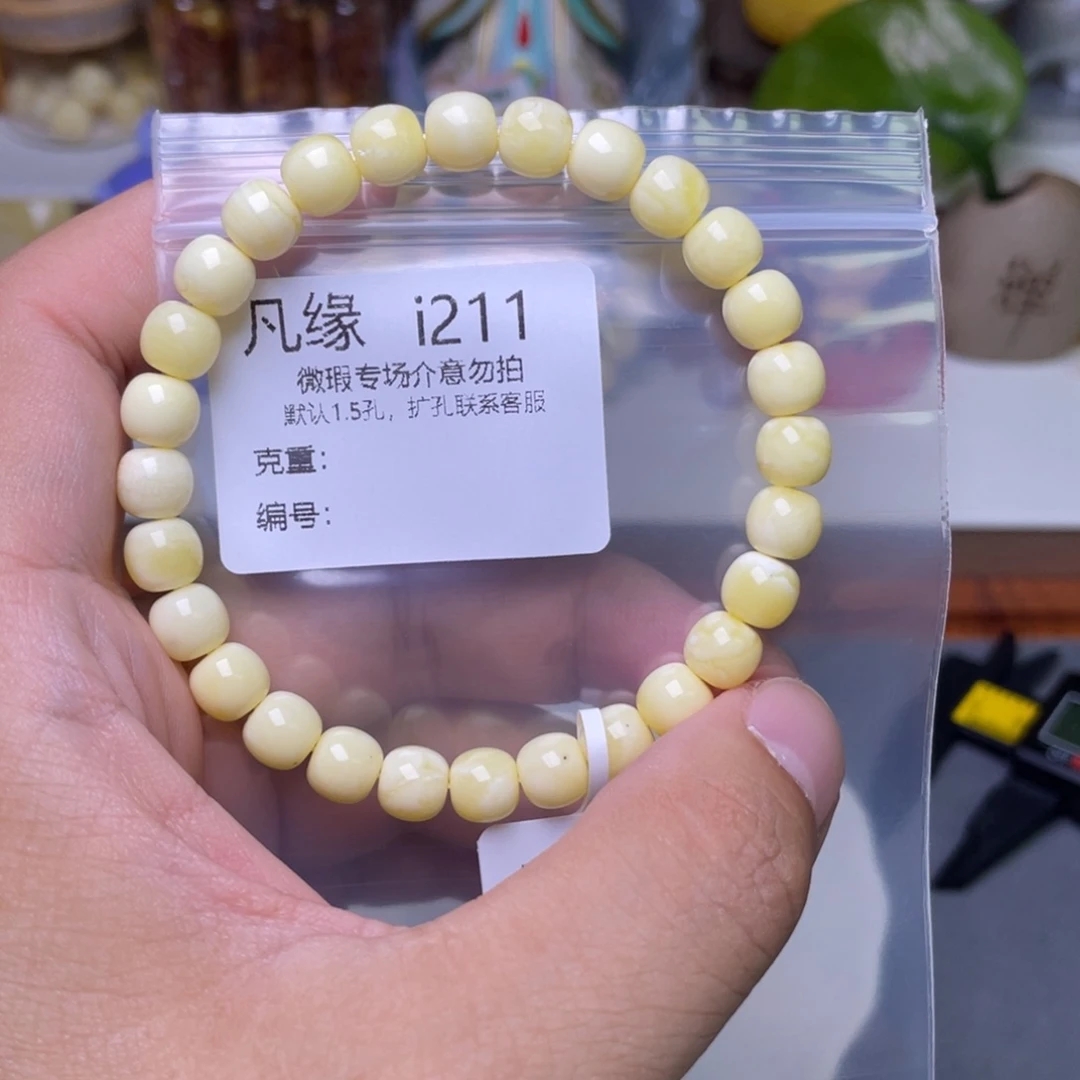 凡缘 i211
微瑕专场介意勿拍
默认1.5孔，扩孔联系客服
克重：
编号：